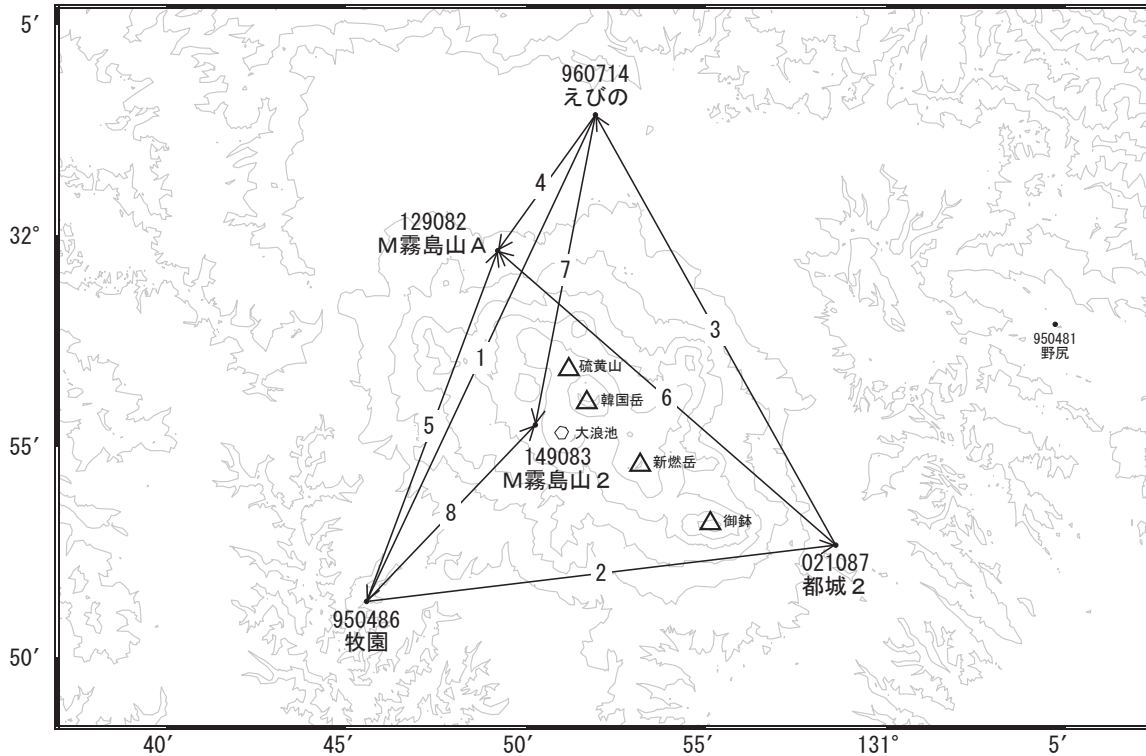 5′
960714
えびの
4
129082
M霧島山A
32°
7
950481
野尻
3
1
硫黄山
韓国岳
6
5
大浪池
55′
149083
M霧島山2
新燃岳
8
御鉢
021087
都城2
2
950486
牧園
50′
40′
45′
50′
55′
131°
5′